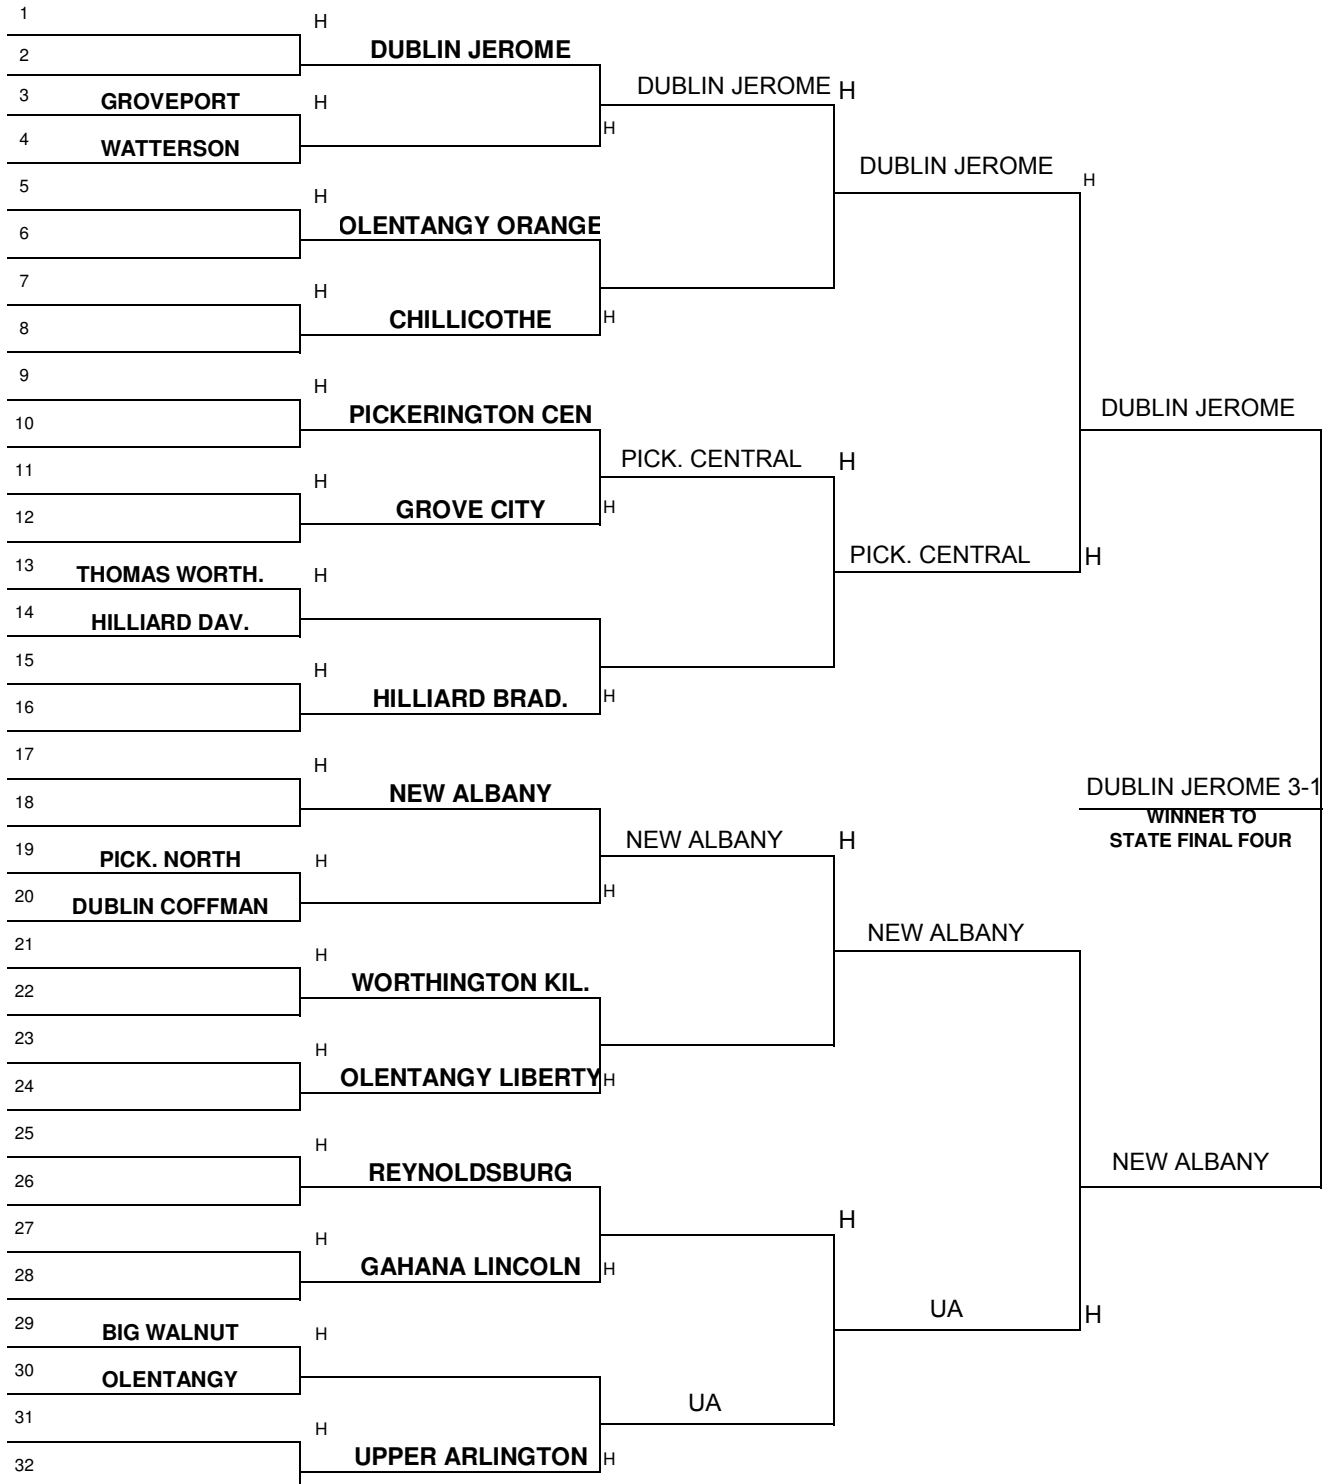 1
H
2
DUBLIN JEROME
DUBLIN JEROME H
3
GROVEPORT
H
H
4
WATTERSON
DUBLIN JEROME
H
5
H
6
OLENTANGY ORANGE
7
H
8
CHILLICOTHE
H
9
H
10
PICKERINGTON CEN
DUBLIN JEROME
11
H
PICK. CENTRAL
H
12
GROVE CITY
H
13
THOMAS WORTH.
H
PICK. CENTRAL
H
14
HILLIARD DAV.
15
H
16
HILLIARD BRAD.
H
17
H
18
NEW ALBANY
DUBLIN JEROME 3-1
WINNER TO
STATE FINAL FOUR
19
PICK. NORTH
H
NEW ALBANY
H
20
DUBLIN COFFMAN
H
21
H
NEW ALBANY
22
WORTHINGTON KIL.
23
H
24
OLENTANGY LIBERTY
H
25
H
26
REYNOLDSBURG
NEW ALBANY
27
H
H
28
GAHANA LINCOLN
H
29
BIG WALNUT
H
UA
H
30
OLENTANGY
31
H
UA
32
UPPER ARLINGTON
H